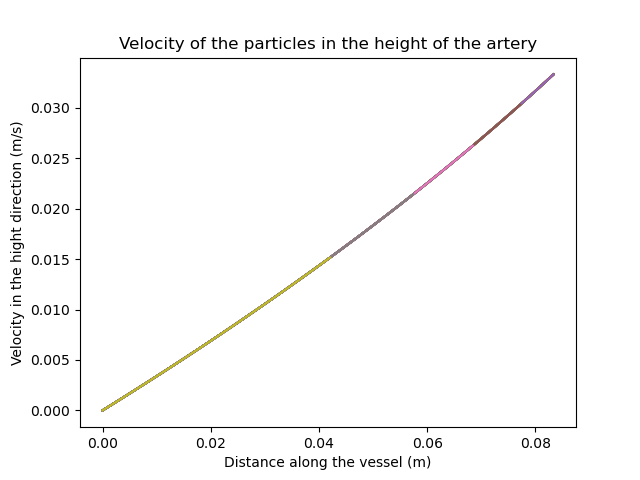 Velocity of the particles in the height of the artery
0.030
0.025
0.020
0.015
0.010
0.005
0.000
Velocity in the hight direction (m/s)
0.00 0.02 0.04 0.06 0.08
Distance along the vessel (m)